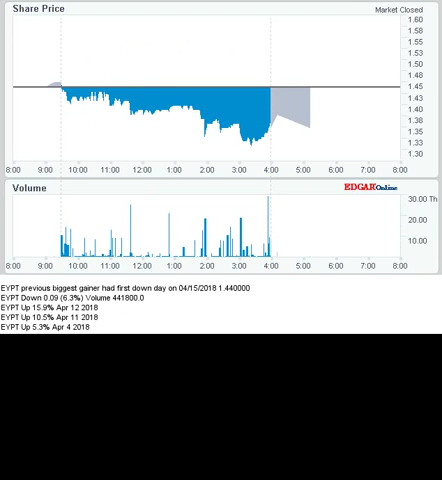 Share Price
Market Closed
1.60
1.58
1.55
1.53
1.50
1.48
1.45
1.43
1.40
1.38
1.35
1.33
1.30
8:00 9:00 10:00 11:00 12:00 1:00 2:00 3:00 4:00 5:00 6:00 7:00 8:00
Volume
EDGAR Online
30.00 Th
20.00
10.00
8:00 9:00 10:00 11:00 12:00 1:00 2:00 3:00 4:00 5:00 6:00 7:00 8:00
EYPT previous biggest gainer had first down day on 04/15/2018 1.440000
EYPT Down 0.09 (6.3%) Volume 441800.0
EYPT Up 15.9% Apr 12 2018
EYPT Up 10.5% Apr 11 2018
EYPT Up 5.3% Apr 4 2018